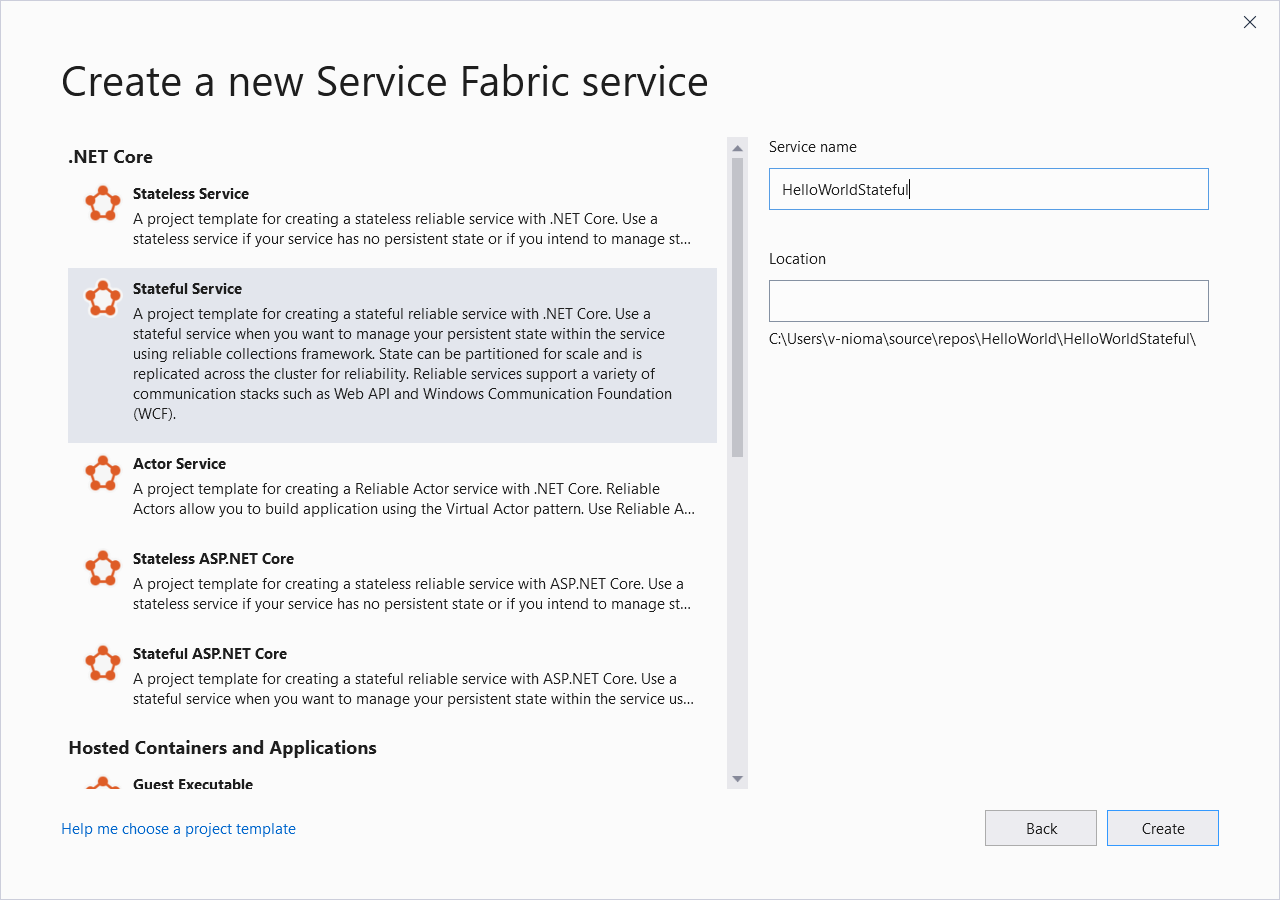 Create a new Service Fabric service
.NET Core
Stateless Service
A project template for creating a stateless reliable service with .NET Core. Use a
stateless service if your service has no persistent state or if you intend to manage st...
Stateful Service
A project template for creating a stateful reliable service with .NET Core. Use a
stateful service when you want to manage your persistent state within the service
using reliable collections framework. State can be partitioned for scale and is
replicated across the cluster for reliability. Reliable services support a variety of
communication stacks such as Web API and Windows Communication Foundation
(WCF).
Actor Service
A project template for creating a Reliable Actor service with .NET Core. Reliable
Actors allow you to build application using the Virtual Actor pattern. Use Reliable A...
Stateless ASP.NET Core
A project template for creating a stateless reliable service with ASP.NET Core. Use a
stateless service if your service has no persistent state or if you intend to manage st...
Stateful ASP.NET Core
A project template for creating a stateful reliable service with ASP.NET Core. Use a
stateful service when you want to manage your persistent state within the service us...
Hosted Containers and Applications
Guest Executable
Service name
HelloWorldStateful
Location
C:\Users\v-nioma\source\repos\HelloWorld\HelloWorldStateful\
Help me choose a project template
Back
Create